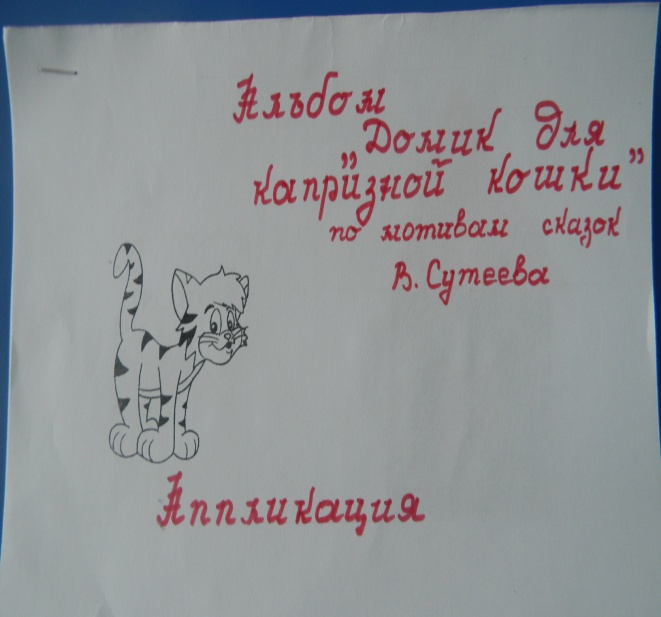 Альбом
„Домик для
капризной кошки”
по мотивам сказок
В. Сутеева
Аппликация